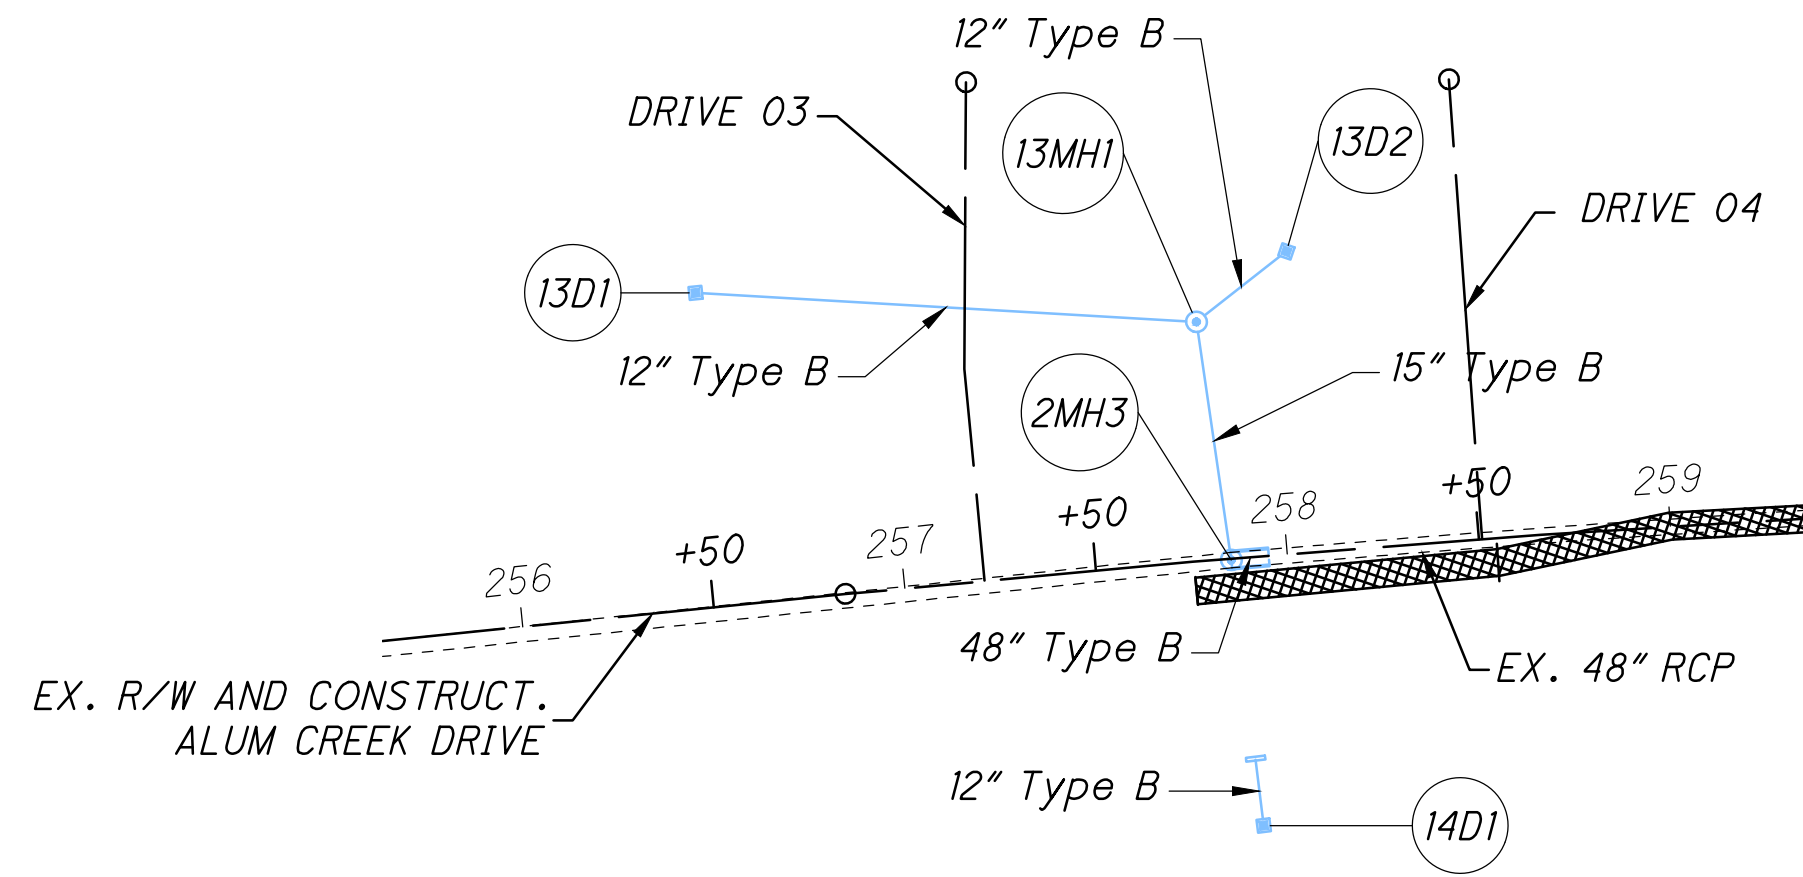 12" Type B
DRIVE 03
13MH1
13D2
DRIVE 04
13D1
12" Type B
15" Type B
2MH3
256
+50
257
+50
258
+50
259
48" Type B
EX. 48" RCP
EX. R/W AND CONSTRUCT.
ALUM CREEK DRIVE
12" Type B
14D1